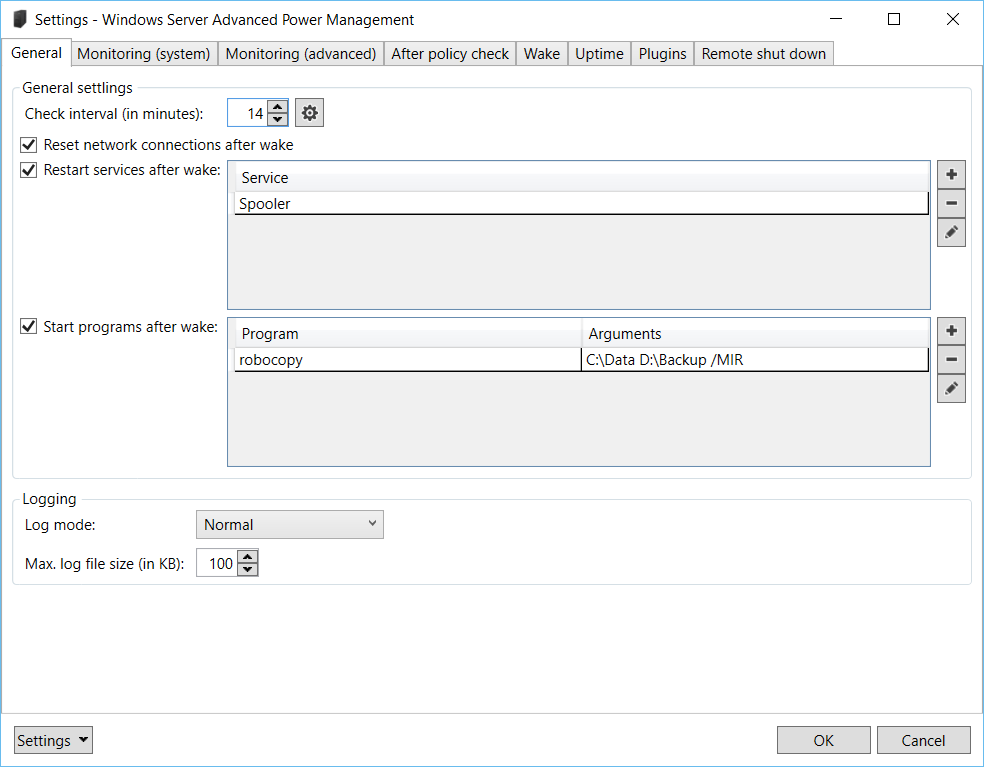 Settings - Windows Server Advanced Power Management
General Monitoring (system) Monitoring (advanced) After policy check Wake Uptime Plugins Remote shut down
General settlings
Check interval (in minutes): 14
Reset network connections after wake
Restart services after wake:
Service
Spooler
Start programs after wake:
Program Arguments
robocopy C:\Data D:\Backup /MIR
Logging
Log mode: Normal
Max. log file size (in KB): 100
Settings OK Cancel